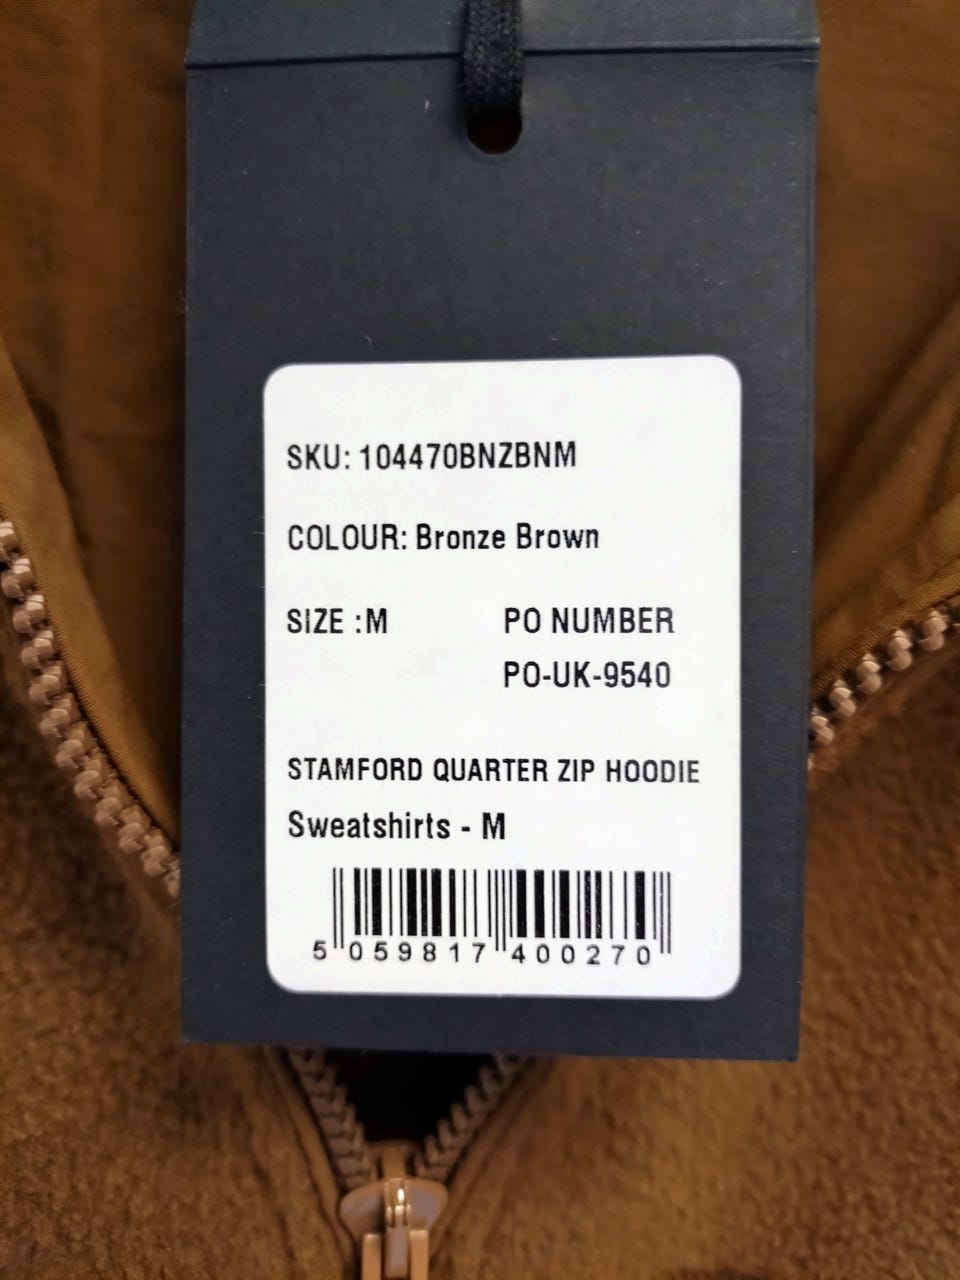 SKU: 104470BNZBNM
COLOUR: Bronze Brown
SIZE :M
PO NUMBER
PO-UK-9540
STAMFORD QUARTER ZIP HOODIE
Sweatshirts - M
5 059817 400270